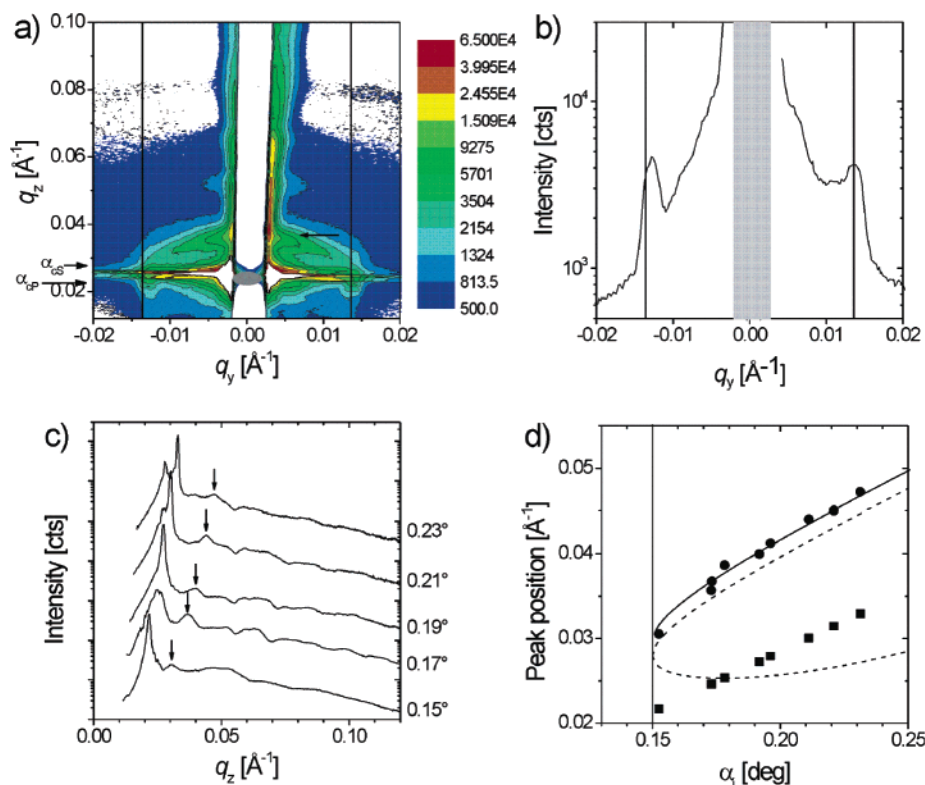 a)
0.10
0.08
0.06
0.04
0.02
q_z [Å⁻¹]
α_cS
α_cP
-0.02 -0.01 0.00 0.01 0.02
q_y [Å⁻¹]
6.500E4
3.995E4
2.455E4
1.509E4
9275
5701
3504
2154
1324
813.5
500.0
b)
Intensity [cts]
10⁴
10³
-0.02 -0.01 0.00 0.01 0.02
q_y [Å⁻¹]
c)
Intensity [cts]
0.23°
0.21°
0.19°
0.17°
0.15°
0.00 0.05 0.10
q_z [Å⁻¹]
d)
Peak position [Å⁻¹]
0.05
0.04
0.03
0.02
0.15 0.20 0.25
α_i [deg]